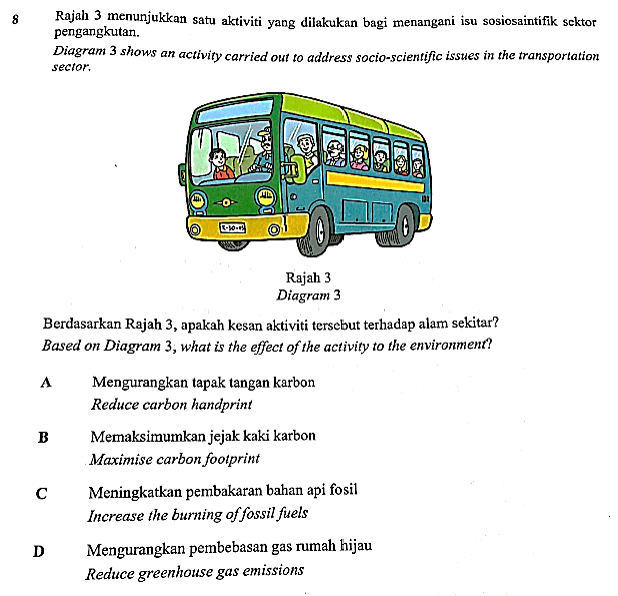 8 Rajah 3 menunjukkan satu aktiviti yang dilakukan bagi menangani isu sosiosaintifik sektor
pengangkutan.
Diagram 3 shows an activity carried out to address socio-scientific issues in the transportation
sector.
Rajah 3
Diagram 3
Berdasarkan Rajah 3, apakah kesan aktiviti tersebut terhadap alam sekitar?
Based on Diagram 3, what is the effect of the activity to the environment?
A Mengurangkan tapak tangan karbon
Reduce carbon handprint
B Memaksimumkan jejak kaki karbon
Maximise carbon footprint
C Meningkatkan pembakaran bahan api fosil
Increase the burning of fossil fuels
D Mengurangkan pembebasan gas rumah hijau
Reduce greenhouse gas emissions